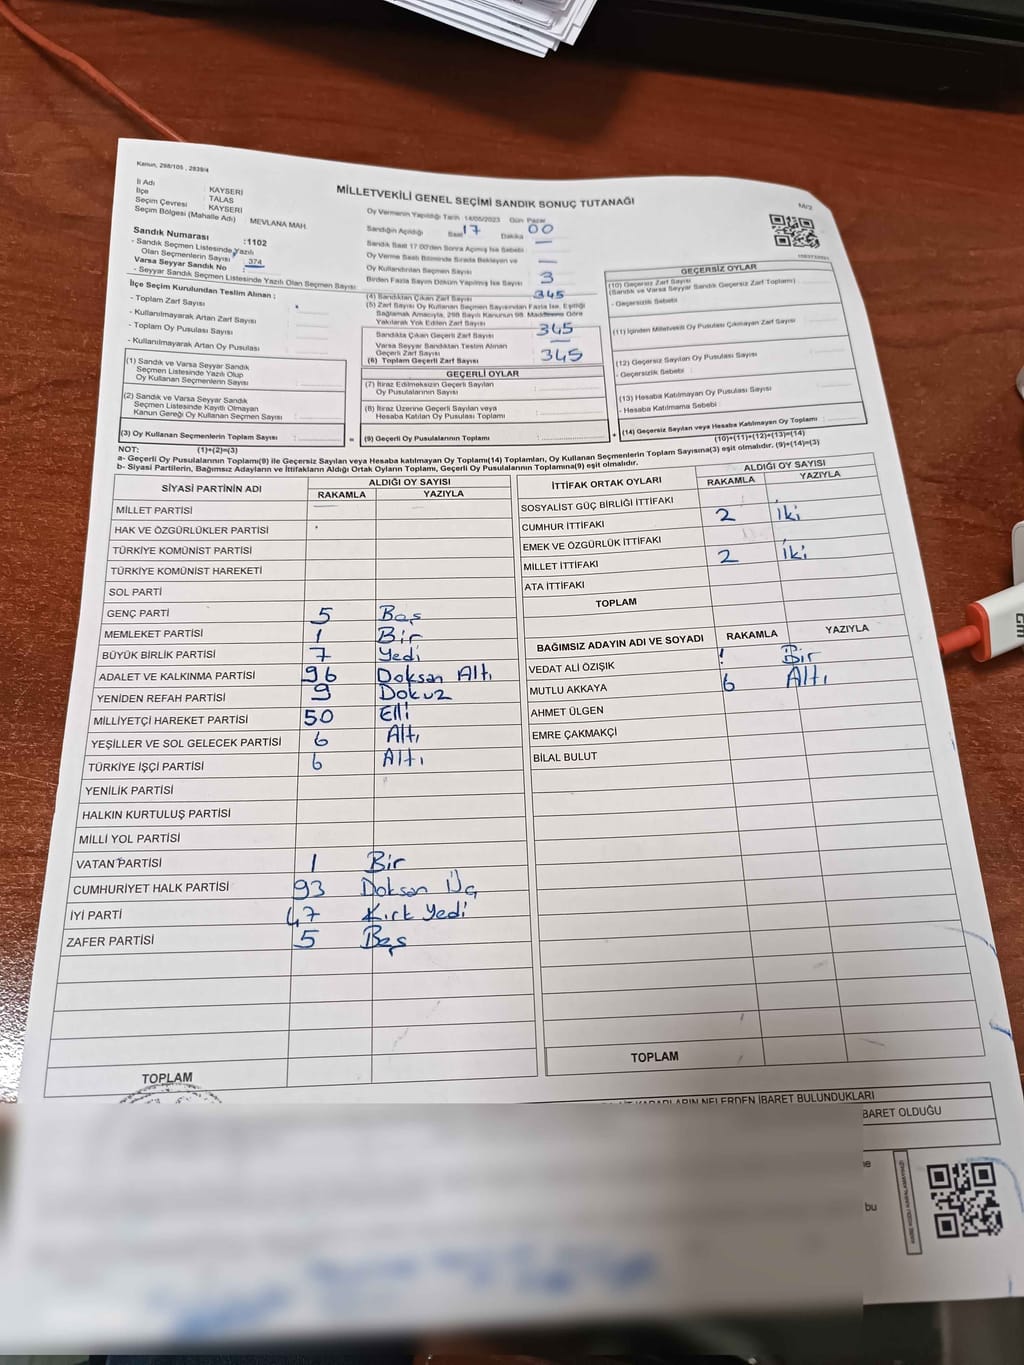 Kanun, 298/105 , 2839/4
İl Adı : KAYSERİ
İlçe : TALAS
Seçim Çevresi : KAYSERİ
Seçim Bölgesi (Mahalle Adı) : MEVLANA MAH.
MİLLETVEKİLİ GENEL SEÇİMİ SANDIK SONUÇ TUTANAĞI
Sandık Numarası :1102
- Sandık Seçmen Listesinde Yazılı
Olan Seçmenlerin Sayısı : 374
Varsa Seyyar Sandık No :
- Seyyar Sandık Seçmen Listesinde Yazılı Olan Seçmen Sayısı:
İlçe Seçim Kurulundan Teslim Alınan :
- Toplam Zarf Sayısı
- Kullanılmayarak Artan Zarf Sayısı
- Toplam Oy Pusulası Sayısı
- Kullanılmayarak Artan Oy Pusulası
(1) Sandık ve Varsa Seyyar Sandık
Seçmen Listesinde Yazılı Olup
Oy Kullanan Seçmenlerin Sayısı
(2) Sandık ve Varsa Seyyar Sandık
Seçmen Listesinde Kayıtlı Olmayan
Kanun Gereği Oy Kullanan Seçmen Sayısı
(3) Oy Kullanan Seçmenlerin Toplam Sayısı
Oy Vermenin Yapıldığı Tarih 14/05/2023 Gün Pazar
Sandığın Açıldığı Saat 17 Dakika 00
Sandık Saat 17.00'den Sonra Açılmış İse Sebebi
Oy Verme Saati Bitiminde Sırada Bekleyen ve
Oy Kullandırılan Seçmen Sayısı
Birden Fazla Sayım Döküm Yapılmış İse Sayısı 3
(4) Sandıktan Çıkan Zarf Sayısı 345
(5) Zarf Sayısı Oy Kullanan Seçmen Sayısından Fazla İse, Eşitliği
Sağlamak Amacıyla, 298 Sayılı Kanunun 98. Maddesine Göre
Yakılarak Yok Edilen Zarf Sayısı
Sandıkta Çıkan Geçerli Zarf Sayısı 345
Varsa Seyyar Sandıktan Teslim Alınan
Geçerli Zarf Sayısı
(6) Toplam Geçerli Zarf Sayısı 345
GEÇERLİ OYLAR
(7) İtiraz Edilmeksizin Geçerli Sayılan
Oy Pusulalarının Sayısı
(8) İtiraz Üzerine Geçerli Sayılan veya
Hesaba Katılan Oy Pusulası Toplamı
= (9) Geçerli Oy Pusulalarının Toplamı
GEÇERSİZ OYLAR
(10) Geçersiz Zarf Sayısı
(Sandık ve Varsa Seyyar Sandık Geçersiz Zarf Toplamı)
- Geçersizlik Sebebi
(11) İçinden Milletvekili Oy Pusulası Çıkmayan Zarf Sayısı
(12) Geçersiz Sayılan Oy Pusulası Sayısı
- Geçersizlik Sebebi
(13) Hesaba Katılmayan Oy Pusulası Sayısı
- Hesaba Katılmama Sebebi
+ (14) Geçersiz Sayılan veya Hesaba Katılmayan Oy Toplamı
(10)+(11)+(12)+(13)=(14)
NOT: (1)+(2)=(3)
a- Geçerli Oy Pusulalarının Toplamı(9) ile Geçersiz Sayılan veya Hesaba katılmayan Oy Toplamı(14) Toplamları, Oy Kullanan Seçmenlerin Toplam Sayısına(3) eşit olmalıdır. (9)+(14)=(3)
b- Siyasi Partilerin, Bağımsız Adayların ve İttifakların Aldığı Ortak Oyların Toplamı, Geçerli Oy Pusulalarının Toplamına(9) eşit olmalıdır.
SİYASİ PARTİNİN ADI ALDIĞI OY SAYISI
RAKAMLA YAZIYLA
MİLLET PARTİSİ
HAK VE ÖZGÜRLÜKLER PARTİSİ
TÜRKİYE KOMÜNİST PARTİSİ
TÜRKİYE KOMÜNİST HAREKETİ
SOL PARTİ
GENÇ PARTİ 5 Beş
MEMLEKET PARTİSİ 1 Bir
BÜYÜK BİRLİK PARTİSİ 7 Yedi
ADALET VE KALKINMA PARTİSİ 96 Doksan Altı
YENİDEN REFAH PARTİSİ 9 Dokuz
MİLLİYETÇİ HAREKET PARTİSİ 50 Elli
YEŞİLLER VE SOL GELECEK PARTİSİ 6 Altı
TÜRKİYE İŞÇİ PARTİSİ 6 Altı
YENİLİK PARTİSİ
HALKIN KURTULUŞ PARTİSİ
MİLLİ YOL PARTİSİ
VATAN PARTİSİ 1 Bir
CUMHURİYET HALK PARTİSİ 93 Doksan Üç
İYİ PARTİ 47 Kırk Yedi
ZAFER PARTİSİ 5 Beş
TOPLAM
İTTİFAK ORTAK OYLARI ALDIĞI OY SAYISI
RAKAMLA YAZIYLA
SOSYALİST GÜÇ BİRLİĞİ İTTİFAKI
CUMHUR İTTİFAKI 2 İki
EMEK VE ÖZGÜRLÜK İTTİFAKI
MİLLET İTTİFAKI 2 İki
ATA İTTİFAKI
TOPLAM
BAĞIMSIZ ADAYIN ADI VE SOYADI RAKAMLA YAZIYLA
VEDAT ALİ ÖZIŞIK 1 Bir
MUTLU AKKAYA 6 Altı
AHMET ÜLGEN
EMRE ÇAKMAKÇİ
BİLAL BULUT
TOPLAM
KARARLARIN NELERDEN İBARET BULUNDUKLARI
BARET OLDUĞU
bu